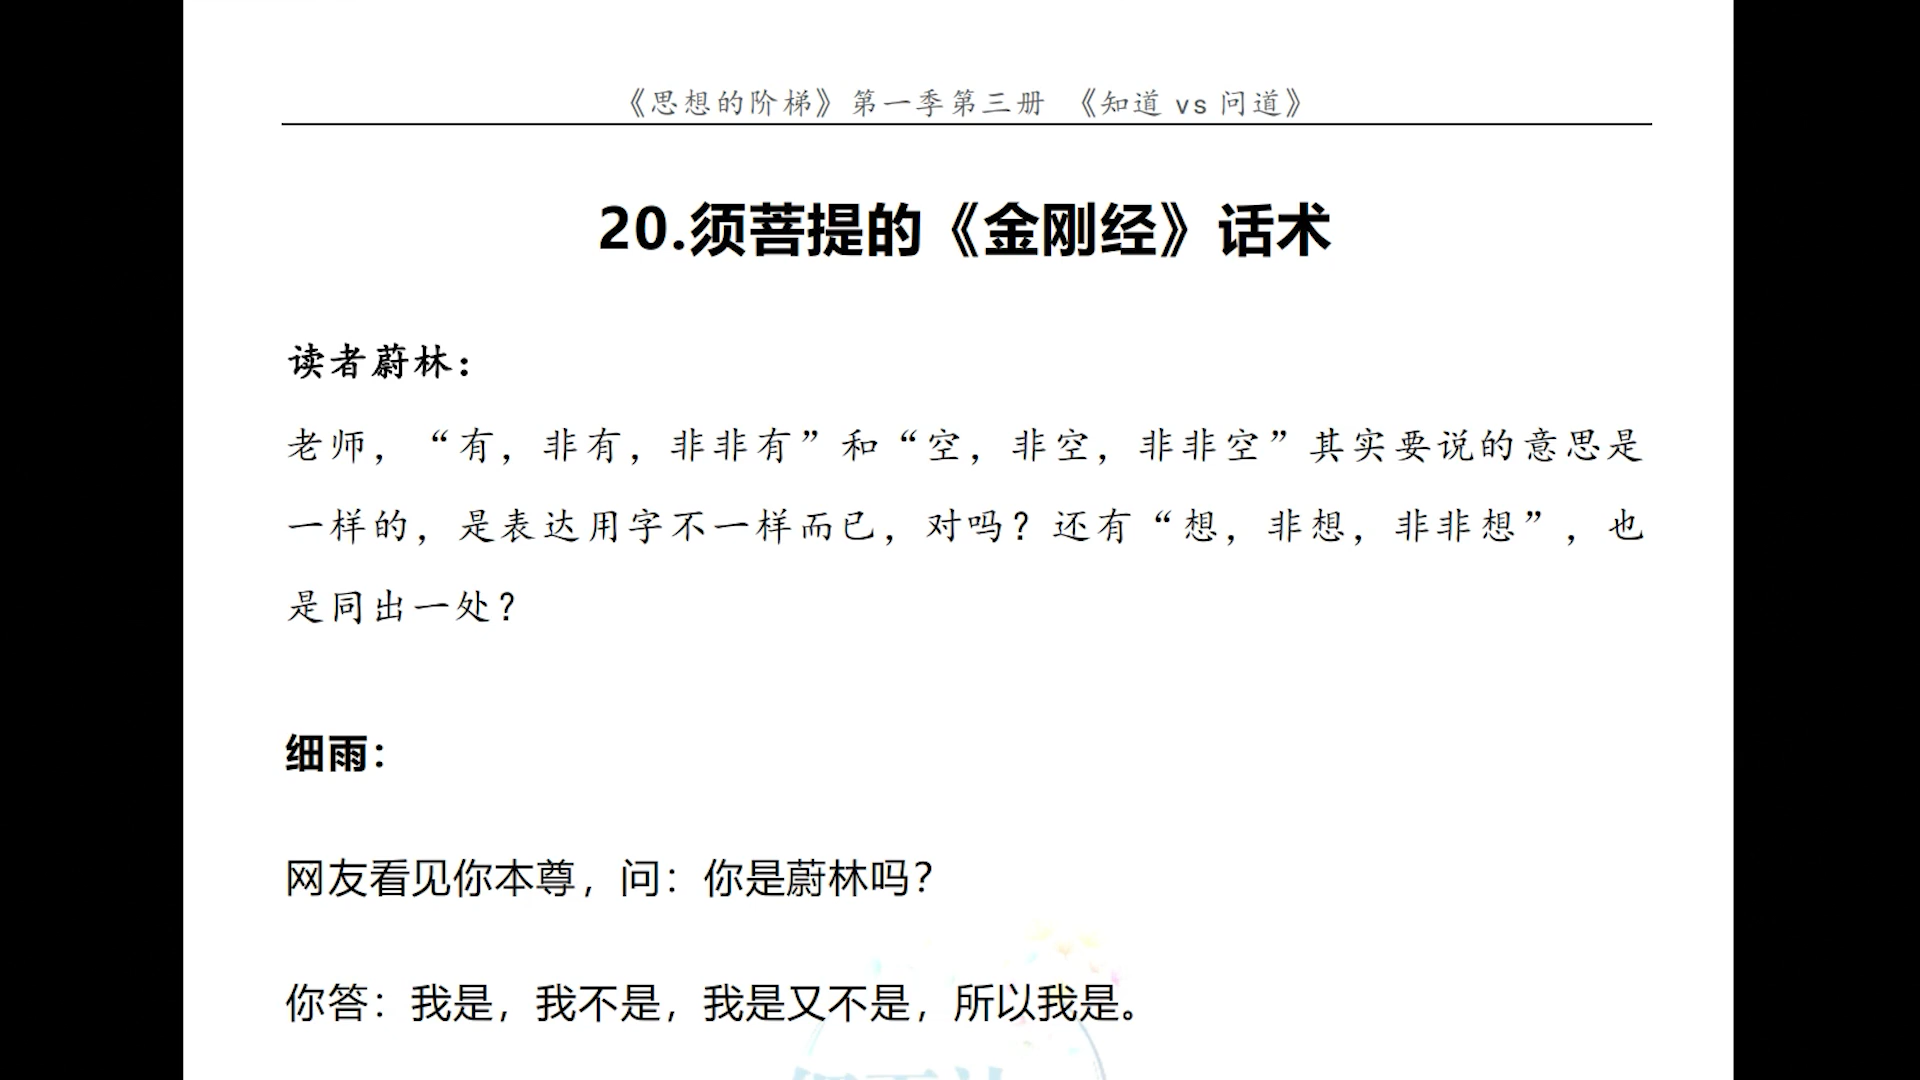 《思想的阶梯》第一季第三册 《知道 vs 问道》
20.须菩提的《金刚经》话术
读者蔚林：
老师，“有，非有，非非有”和“空，非空，非非空”其实要说的意思是
一样的，是表达用字不一样而已，对吗？还有“想，非想，非非想”，也
是同出一处？
细雨：
网友看见你本尊，问：你是蔚林吗？
你答：我是，我不是，我是又不是，所以我是。